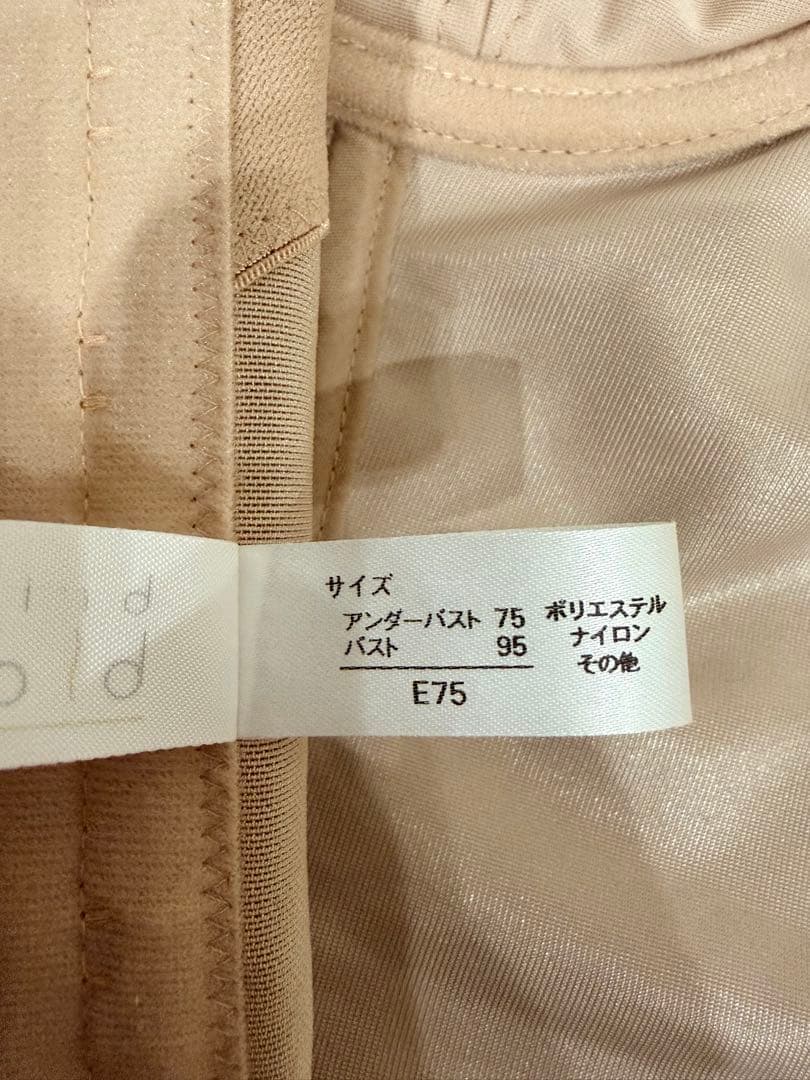 サイズ
アンダーバスト 75
バスト 95
E75
ポリエステル
ナイロン
その他